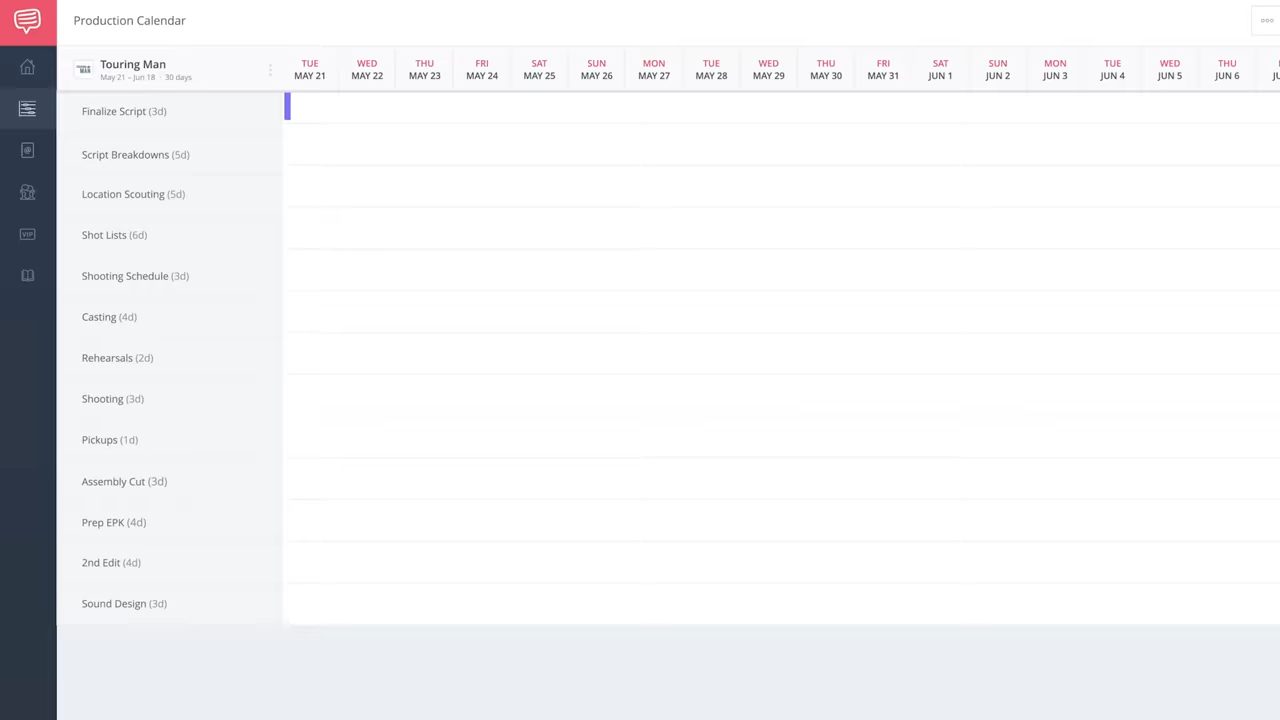 Production Calendar
Touring Man
May 21 – Jun 18 · 30 days
TUE WED THU FRI SAT SUN MON TUE WED THU FRI SAT SUN MON TUE WED THU
MAY 21 MAY 22 MAY 23 MAY 24 MAY 25 MAY 26 MAY 27 MAY 28 MAY 29 MAY 30 MAY 31 JUN 1 JUN 2 JUN 3 JUN 4 JUN 5 JUN 6
Finalize Script (3d)
Script Breakdowns (5d)
@
Location Scouting (5d)
Shot Lists (6d)
VIP
Shooting Schedule (3d)
Casting (4d)
Rehearsals (2d)
Shooting (3d)
Pickups (1d)
Assembly Cut (3d)
Prep EPK (4d)
2nd Edit (4d)
Sound Design (3d)